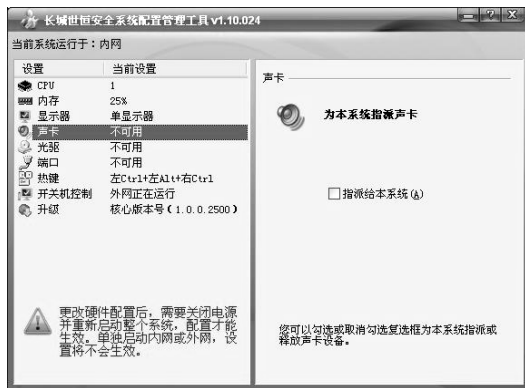 长城世恒安全系统配置管理工具 v1.10.024
当前系统运行于：内网
设置 当前设置
CPU 1
内存 25%
显示器 单显示器
声卡 不可用
光驱 不可用
端口 不可用
热键 左Ctrl+左Alt+右Ctrl
开关机控制 外网正在运行
升级 核心版本号（1.0.0.2500）
更改硬件配置后，需要关闭电源
并重新启动整个系统，配置才能
生效。单独启动内网或外网，设
置将不会生效。
声卡
为本系统指派声卡
指派给本系统(A)
您可以勾选或取消勾选复选框为本系统指派或
释放声卡设备。